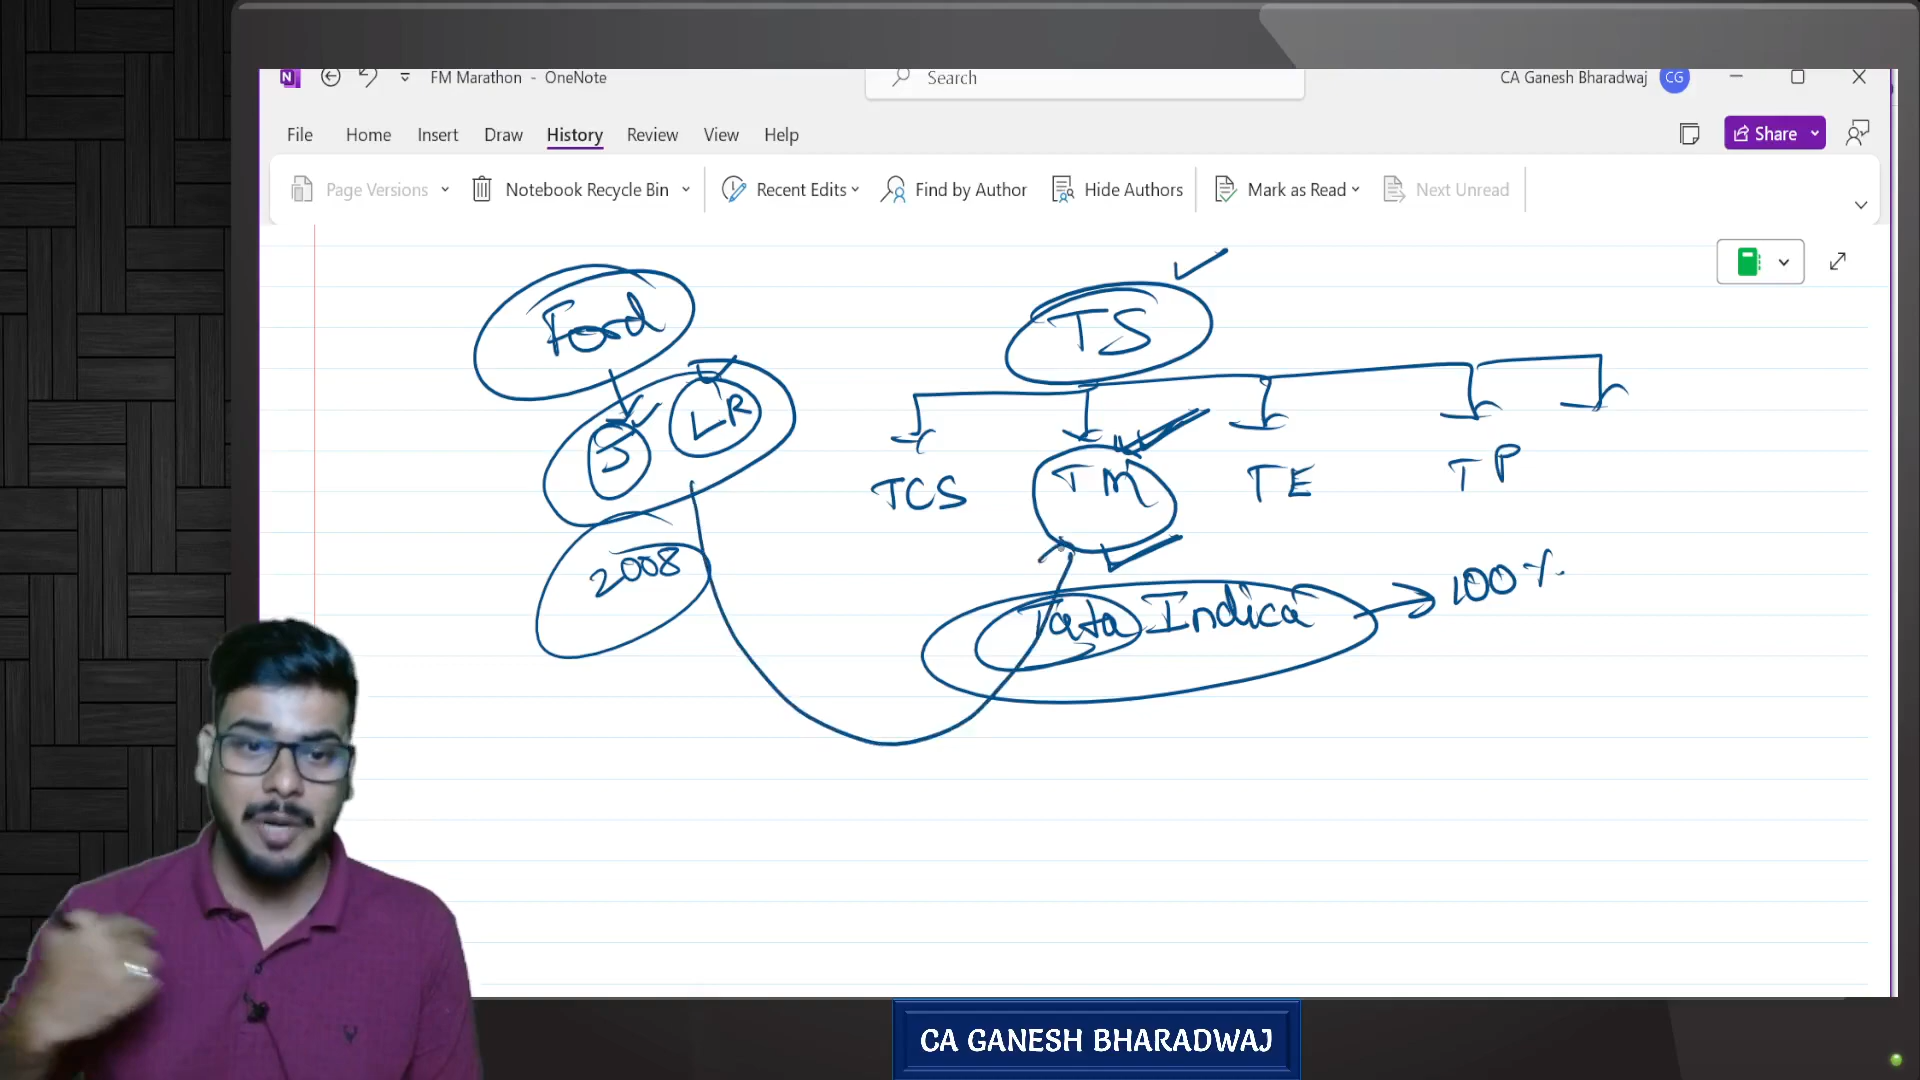 FM Marathon - OneNote
Search
CA Ganesh Bharadwaj CG
File Home Insert Draw History Review View Help
Share
Page Versions Notebook Recycle Bin Recent Edits Find by Author Hide Authors Mark as Read Next Unread
Ford
TS
J LR
TCS TM TE TP
2008
Tata Indica 100%
CA GANESH BHARADWAJ